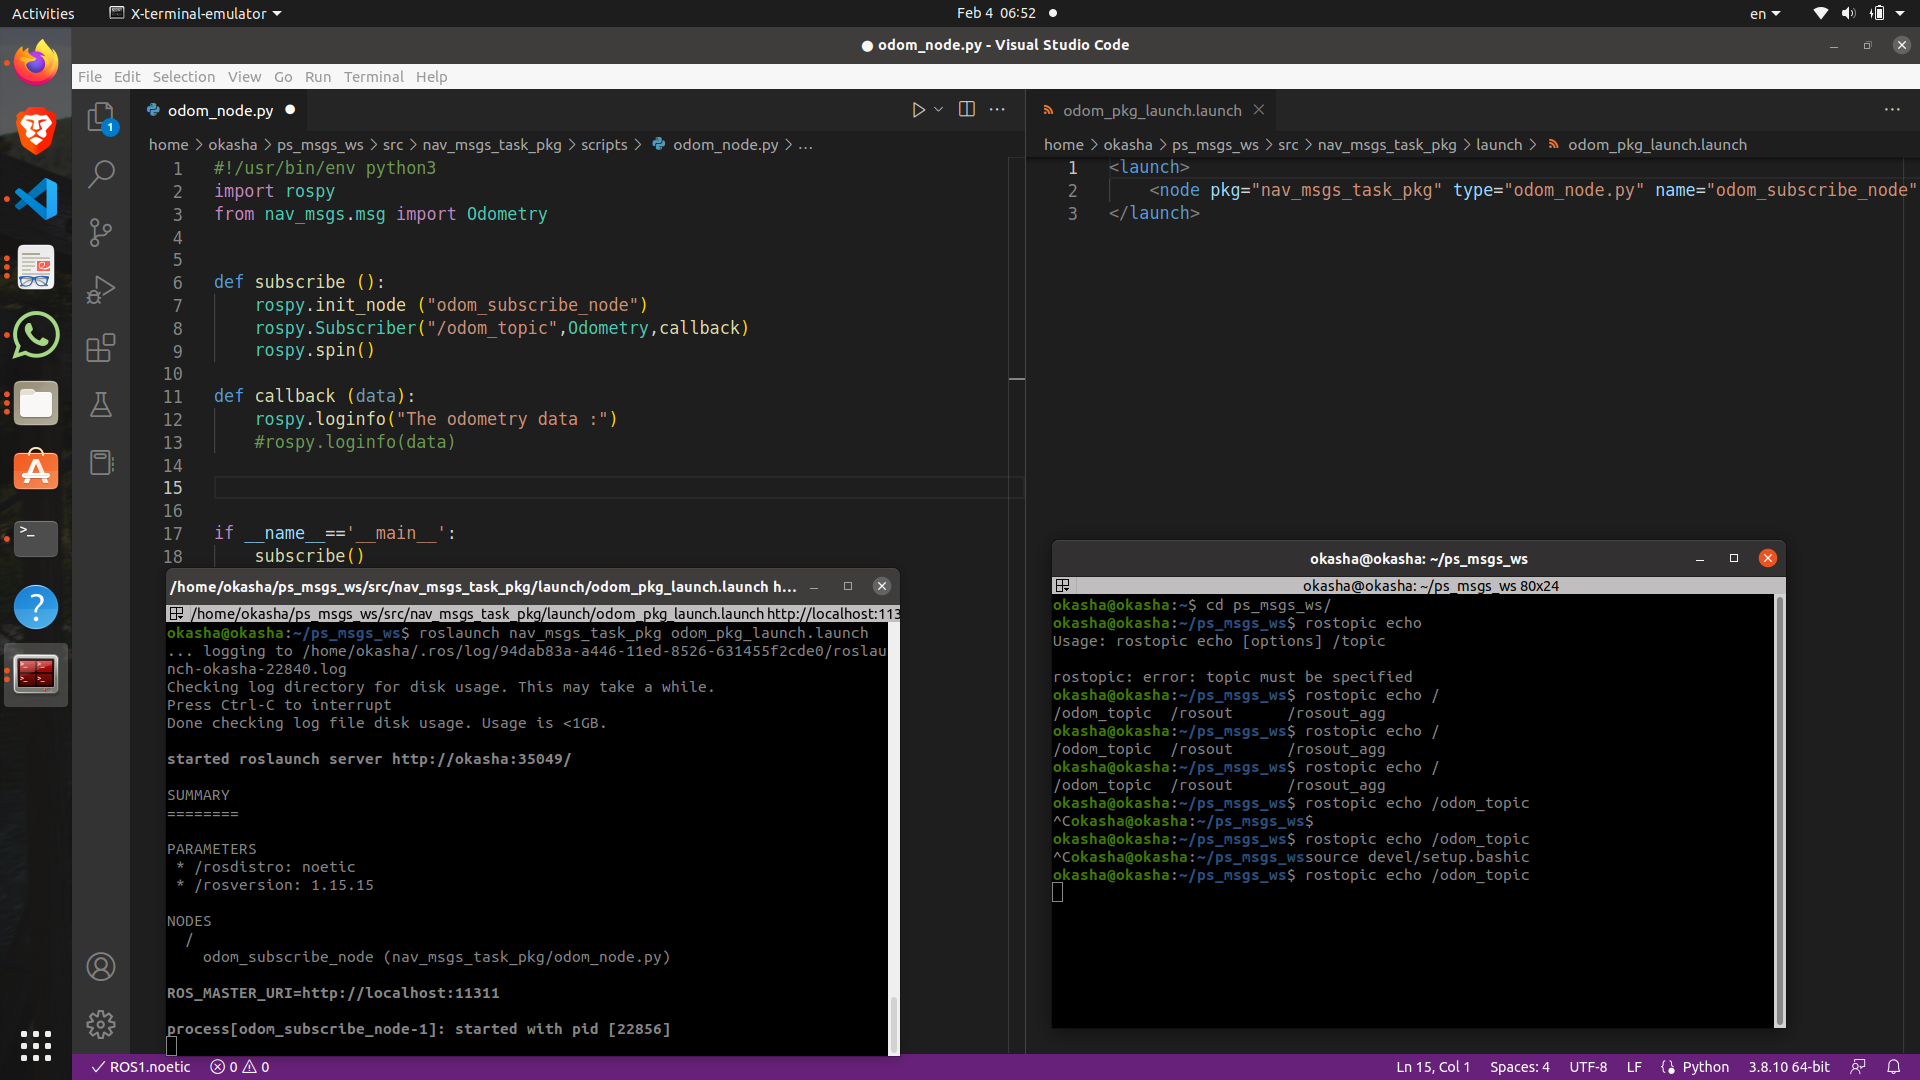 Activities
X-terminal-emulator
Feb 4 06:52
en
odom_node.py - Visual Studio Code
File Edit Selection View Go Run Terminal Help
1
odom_node.py
home > okasha > ps_msgs_ws > src > nav_msgs_task_pkg > scripts > odom_node.py > ...
1 #!/usr/bin/env python3
2 import rospy
3 from nav_msgs.msg import Odometry
4
5
6 def subscribe ():
7 rospy.init_node ("odom_subscribe_node")
8 rospy.Subscriber("/odom_topic",Odometry,callback)
9 rospy.spin()
10
11 def callback (data):
12 rospy.loginfo("The odometry data :")
13 #rospy.loginfo(data)
14
15
16
17 if __name__=='__main__':
18 subscribe()
odom_pkg_launch.launch
home > okasha > ps_msgs_ws > src > nav_msgs_task_pkg > launch > odom_pkg_launch.launch
1 <launch>
2 <node pkg="nav_msgs_task_pkg" type="odom_node.py" name="odom_subscribe_node"
3 </launch>
/home/okasha/ps_msgs_ws/src/nav_msgs_task_pkg/launch/odom_pkg_launch.launch h...
/home/okasha/ps_msgs_ws/src/nav_msgs_task_pkg/launch/odom_pkg_launch.launch http://localhost:113
okasha@okasha:~/ps_msgs_ws$ roslaunch nav_msgs_task_pkg odom_pkg_launch.launch
... logging to /home/okasha/.ros/log/94dab83a-a446-11ed-8526-631455f2cde0/roslau
nch-okasha-22840.log
Checking log directory for disk usage. This may take a while.
Press Ctrl-C to interrupt
Done checking log file disk usage. Usage is <1GB.
started roslaunch server http://okasha:35049/
SUMMARY
========
PARAMETERS
* /rosdistro: noetic
* /rosversion: 1.15.15
NODES
/
odom_subscribe_node (nav_msgs_task_pkg/odom_node.py)
ROS_MASTER_URI=http://localhost:11311
process[odom_subscribe_node-1]: started with pid [22856]
okasha@okasha: ~/ps_msgs_ws
okasha@okasha: ~/ps_msgs_ws 80x24
okasha@okasha:~$ cd ps_msgs_ws/
okasha@okasha:~/ps_msgs_ws$ rostopic echo
Usage: rostopic echo [options] /topic
rostopic: error: topic must be specified
okasha@okasha:~/ps_msgs_ws$ rostopic echo /
/odom_topic /rosout /rosout_agg
okasha@okasha:~/ps_msgs_ws$ rostopic echo /
/odom_topic /rosout /rosout_agg
okasha@okasha:~/ps_msgs_ws$ rostopic echo /
/odom_topic /rosout /rosout_agg
okasha@okasha:~/ps_msgs_ws$ rostopic echo /odom_topic
^Cokasha@okasha:~/ps_msgs_ws$
okasha@okasha:~/ps_msgs_ws$ rostopic echo /odom_topic
^Cokasha@okasha:~/ps_msgs_wssource devel/setup.bashic
okasha@okasha:~/ps_msgs_ws$ rostopic echo /odom_topic
ROS1.noetic
0 0
Ln 15, Col 1
Spaces: 4
UTF-8
LF
Python
3.8.10 64-bit